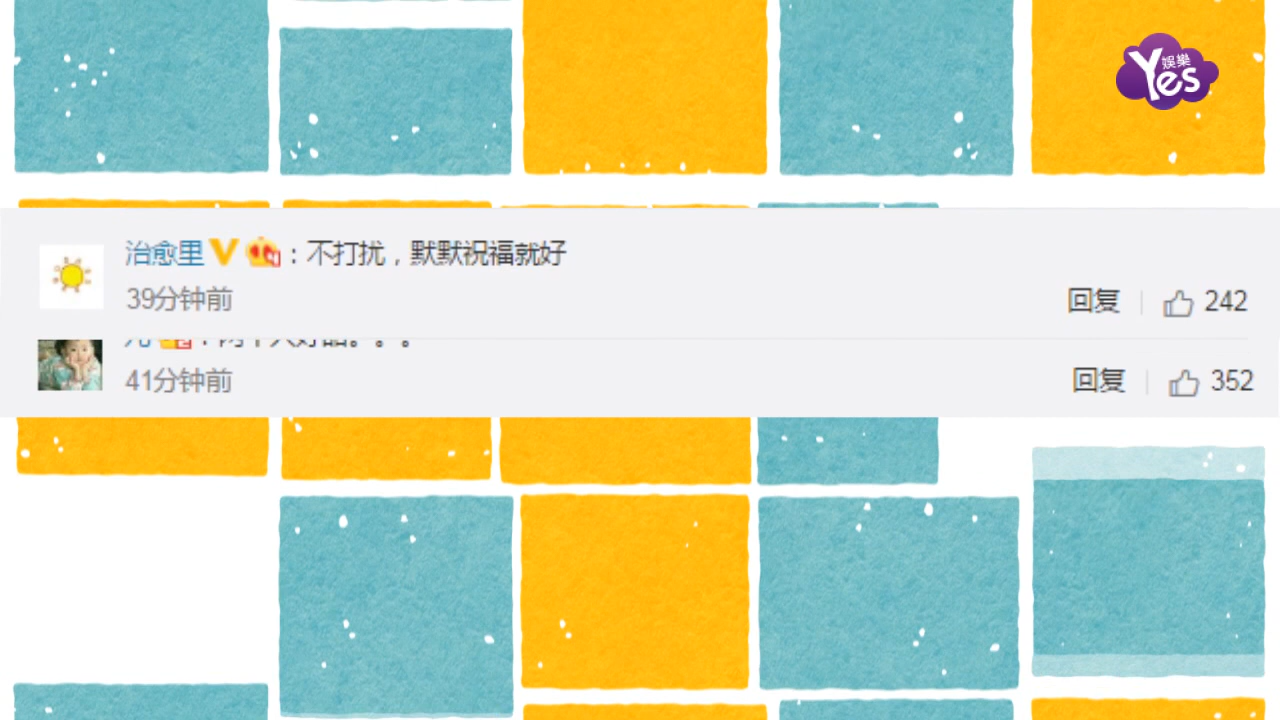 Yes 娛樂
治愈里 : 不打扰，默默祝福就好
39分钟前
回复 242
41分钟前
回复 352